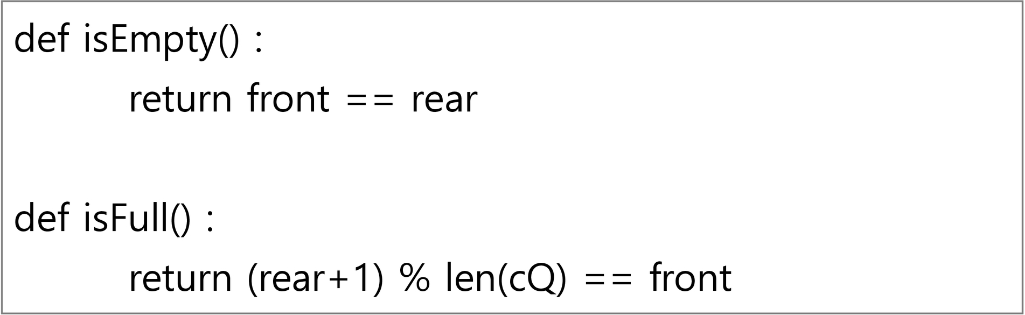 def isEmpty() :
return front == rear
def isFull() :
return (rear+1) % len(cQ) == front